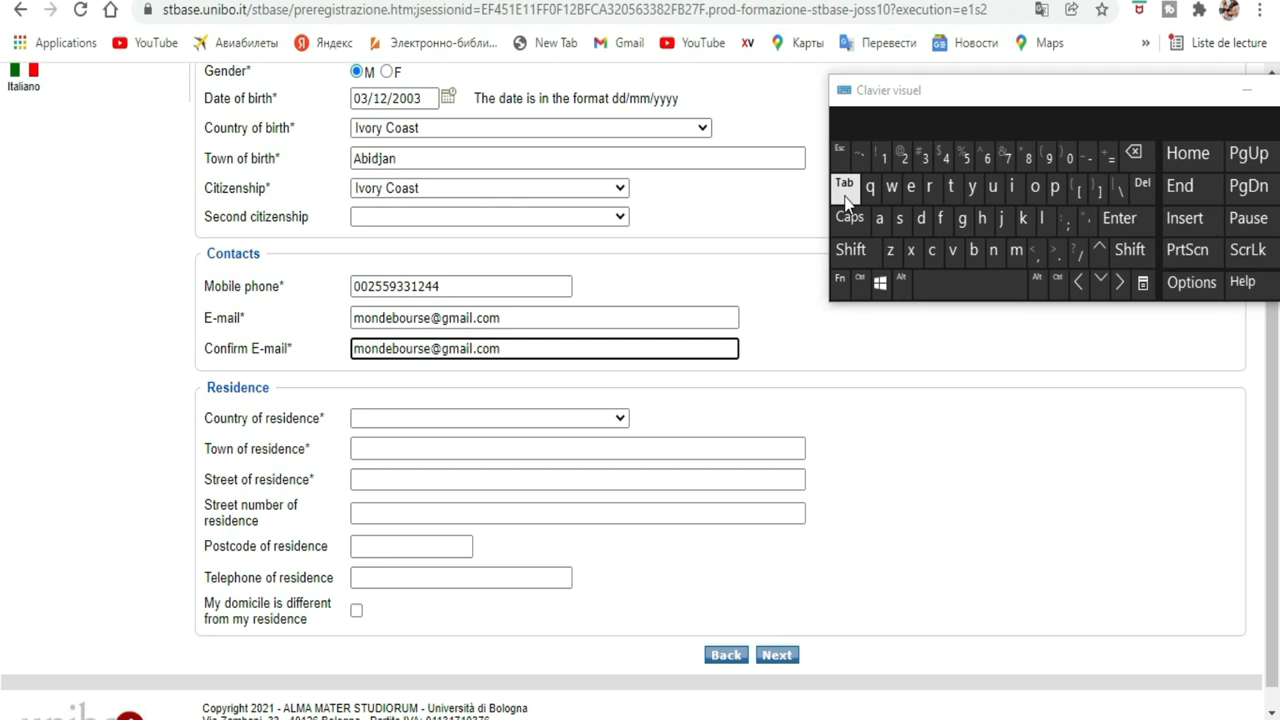 stbase.unibo.it/stbase/preregistrazione.htm;jsessionid=EF451E11FF0F12BFCA320563382FB27F.prod-formazione-stbase-joss10?execution=e1s2
Applications YouTube Авиабилеты Яндекс Электронно-библи... New Tab Gmail YouTube XV Карты Перевести Новости Maps » Liste de lecture
Italiano
Gender* M F
Date of birth* 03/12/2003 The date is in the format dd/mm/yyyy
Country of birth* Ivory Coast
Town of birth* Abidjan
Citizenship* Ivory Coast
Second citizenship
Contacts
Mobile phone* 002559331244
E-mail* mondebourse@gmail.com
Confirm E-mail* mondebourse@gmail.com
Residence
Country of residence*
Town of residence*
Street of residence*
Street number of
residence
Postcode of residence
Telephone of residence
My domicile is different
from my residence
Back Next
Copyright 2021 - ALMA MATER STUDIORUM - Università di Bologna
Clavier visuel
Esc ~ ` ! 1 @ 2 # 3 $ 4 % 5 ^ 6 & 7 * 8 ( 9 ) 0 _ - + = Home PgUp
Tab q w e r t y u i o p { [ } ] | \ Del End PgDn
Caps a s d f g h j k l : ; " ' Enter Insert Pause
Shift z x c v b n m < , > . ? / Shift PrtScn ScrLk
Fn Ctrl Alt Alt Ctrl Options Help